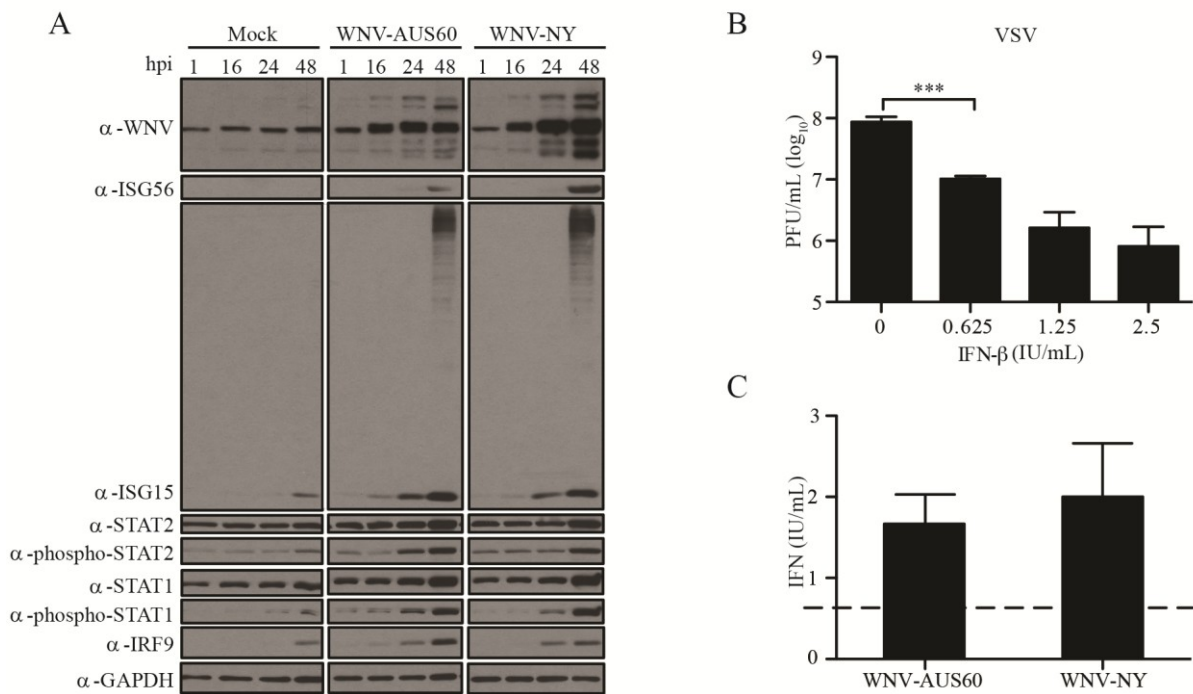 A
Mock WNV-AUS60 WNV-NY
hpi 1 16 24 48 1 16 24 48 1 16 24 48
α-WNV
α-ISG56
α-ISG15
α-STAT2
α-phospho-STAT2
α-STAT1
α-phospho-STAT1
α-IRF9
α-GAPDH
B
VSV
***
PFU/mL (log10)
9
8
7
6
5
0 0.625 1.25 2.5
IFN-β (IU/mL)
C
IFN (IU/mL)
3
2
1
0
WNV-AUS60 WNV-NY